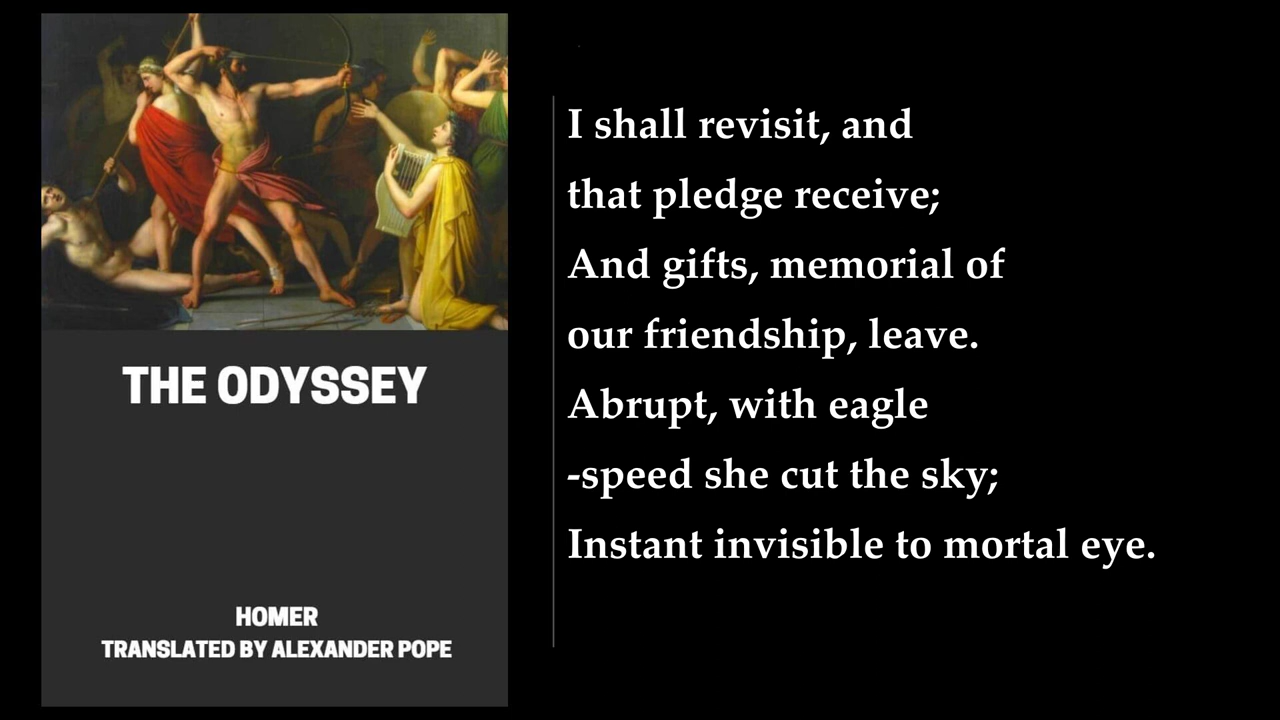 THE ODYSSEY
HOMER
TRANSLATED BY ALEXANDER POPE
I shall revisit, and
that pledge receive;
And gifts, memorial of
our friendship, leave.
Abrupt, with eagle
-speed she cut the sky;
Instant invisible to mortal eye.